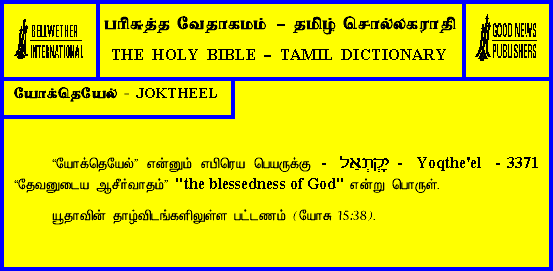 BELLWETHER
INTERNATIONAL
பரிசுத்த வேதாகமம் – தமிழ் சொல்லகராதி
THE HOLY BIBLE – TAMIL DICTIONARY
GOOD NEWS
PUBLISHERS
யோக்தெயேல் - JOKTHEEL
“யோக்தெயேல்” என்னும் எபிரெய பெயருக்கு - יָקְתְאֵל - Yoqthe'el - 3371
“தேவனுடைய ஆசீர்வாதம்” "the blessedness of God" என்று பொருள்.
யூதாவின் தாழ்விடங்களிலுள்ள பட்டணம் (யோசு 15:38).